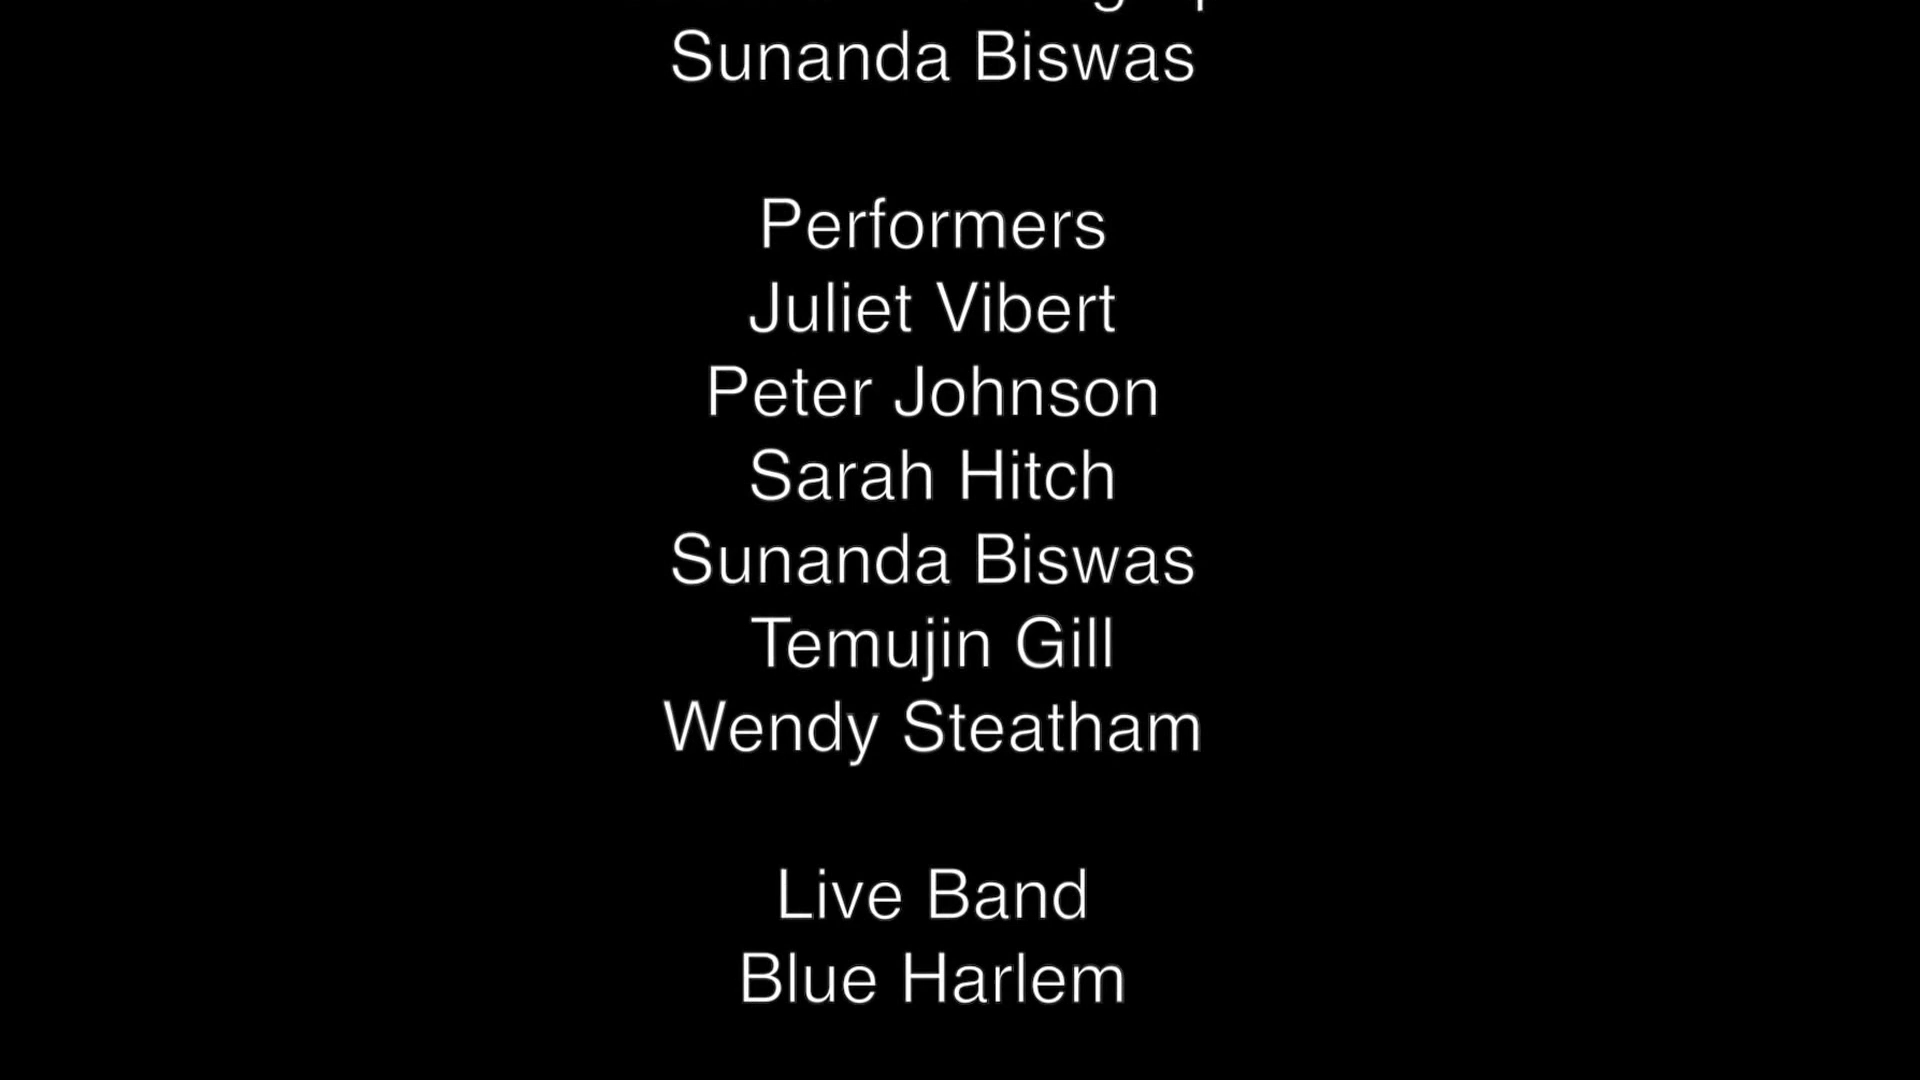 Sunanda Biswas
Performers
Juliet Vibert
Peter Johnson
Sarah Hitch
Sunanda Biswas
Temujin Gill
Wendy Steatham
Live Band
Blue Harlem